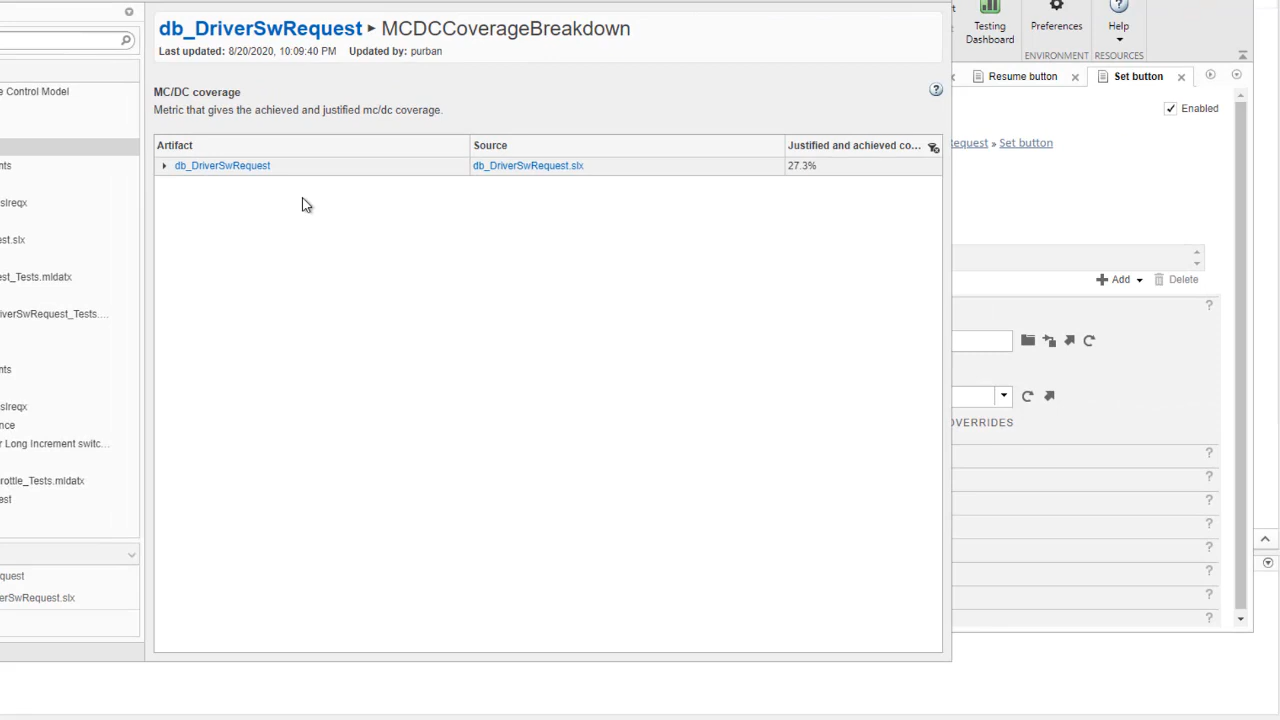 db_DriverSwRequest ▸ MCDCCoverageBreakdown
Last updated: 8/20/2020, 10:09:40 PM Updated by: purban
MC/DC coverage
Metric that gives the achieved and justified mc/dc coverage.
Artifact Source Justified and achieved co...
db_DriverSwRequest db_DriverSwRequest.slx 27.3%
e Control Model
nts
slreqx
est.slx
est_Tests.mldatx
riverSwRequest_Tests....
nts
slreqx
nce
r Long Increment switc...
rottle_Tests.mldatx
est
quest
erSwRequest.slx
Testing
Dashboard
Preferences
Help
ENVIRONMENT RESOURCES
Resume button Set button
Enabled
equest » Set button
Add Delete
OVERRIDES